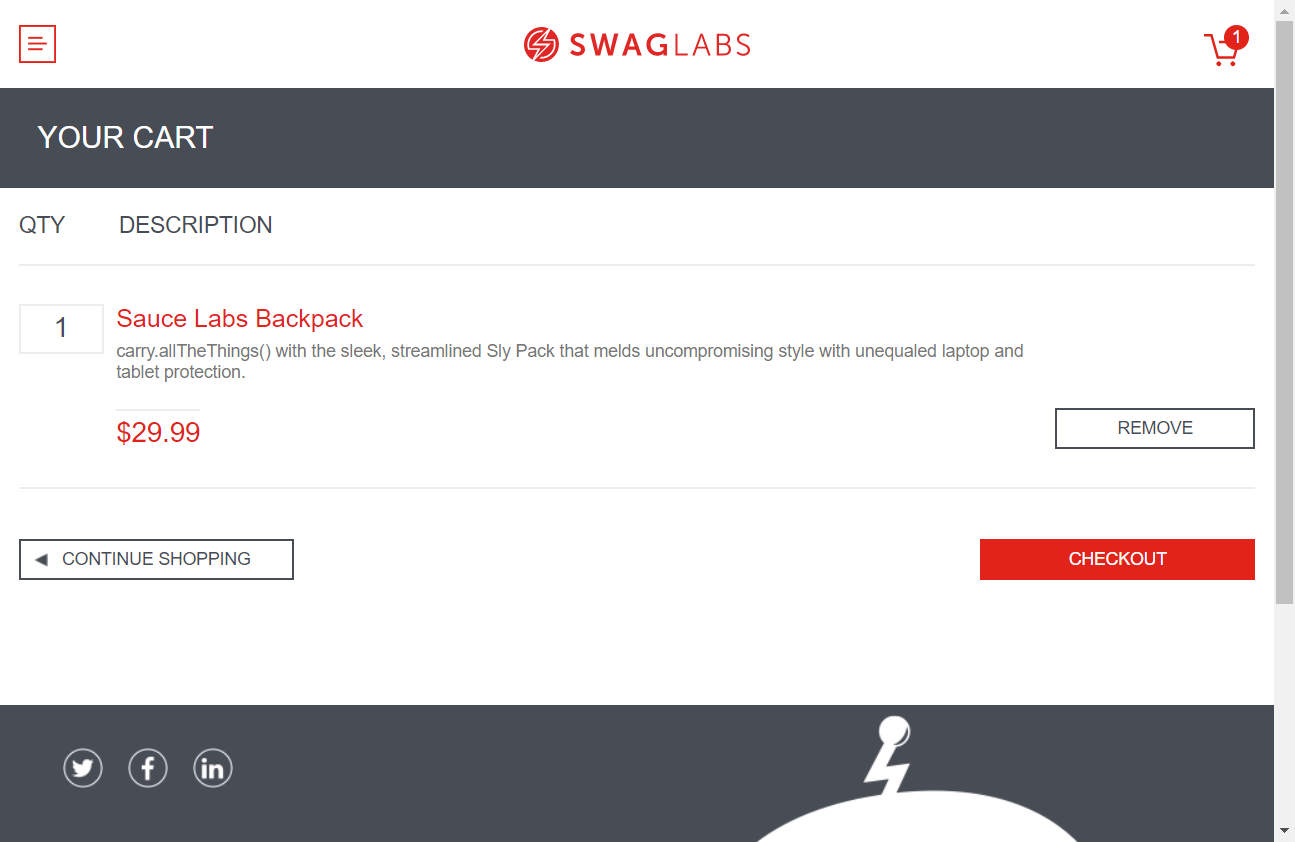 SWAGLABS
1
YOUR CART
QTY DESCRIPTION
1
Sauce Labs Backpack
carry.allTheThings() with the sleek, streamlined Sly Pack that melds uncompromising style with unequaled laptop and
tablet protection.
$29.99
REMOVE
CONTINUE SHOPPING
CHECKOUT